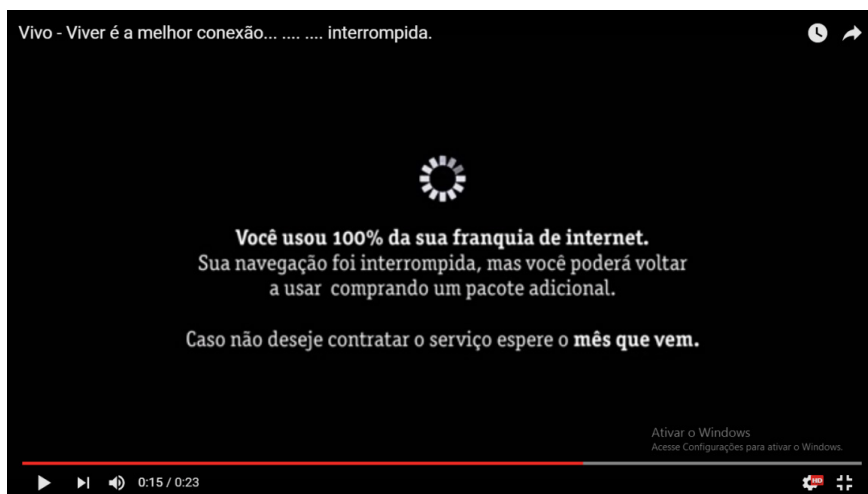 Vivo - Viver é a melhor conexão... .... .... interrompida.
Você usou 100% da sua franquia de internet.
Sua navegação foi interrompida, mas você poderá voltar
a usar comprando um pacote adicional.
Caso não deseje contratar o serviço espere o mês que vem.
Ativar o Windows
Acesse Configurações para ativar o Windows.
0:15 / 0:23
HD